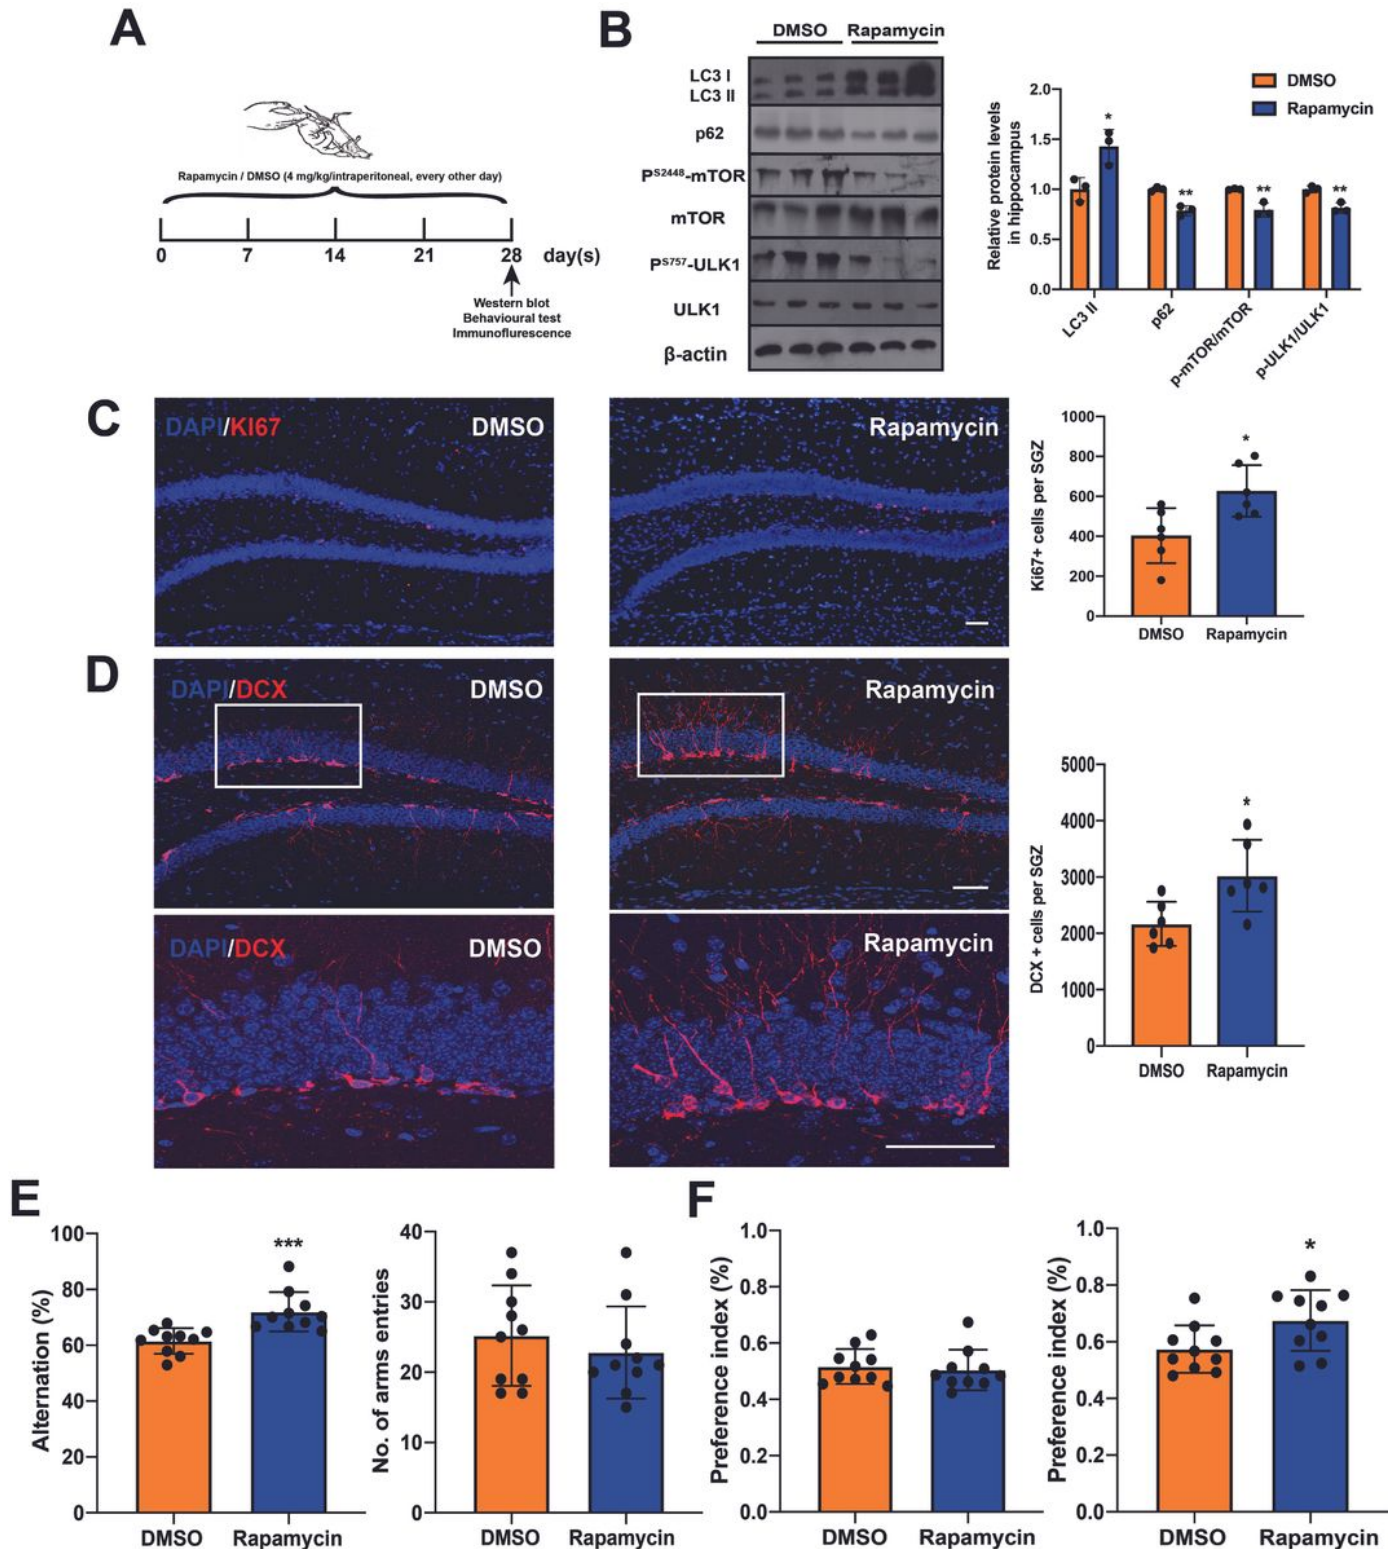 A
Rapamycin / DMSO (4 mg/kg/intraperitoneal, every other day)
0 7 14 21 28 day(s)
Western blot
Behavioural test
Immunoflurescence
B
DMSO Rapamycin
LC3 I
LC3 II
p62
PS2448-mTOR
mTOR
PS757-ULK1
ULK1
β-actin
DMSO
Rapamycin
Relative protein levels
in hippocampus
2.0
1.5
1.0
0.5
0.0
*
**
**
**
LC3 II
p62
p-mTOR/mTOR
p-ULK1/ULK1
C
DAPI/KI67 DMSO
Rapamycin
Ki67+ cells per SGZ
1000
800
600
400
200
0
*
DMSO Rapamycin
D
DAPI/DCX DMSO
Rapamycin
DAPI/DCX DMSO
Rapamycin
DCX + cells per SGZ
5000
4000
3000
2000
1000
0
*
DMSO Rapamycin
E
Alternation (%)
100
80
60
40
20
0
***
DMSO Rapamycin
No. of arms entries
40
30
20
10
0
DMSO Rapamycin
F
Preference index (%)
1.0
0.8
0.6
0.4
0.2
0.0
DMSO Rapamycin
Preference index (%)
1.0
0.8
0.6
0.4
0.2
0.0
*
DMSO Rapamycin